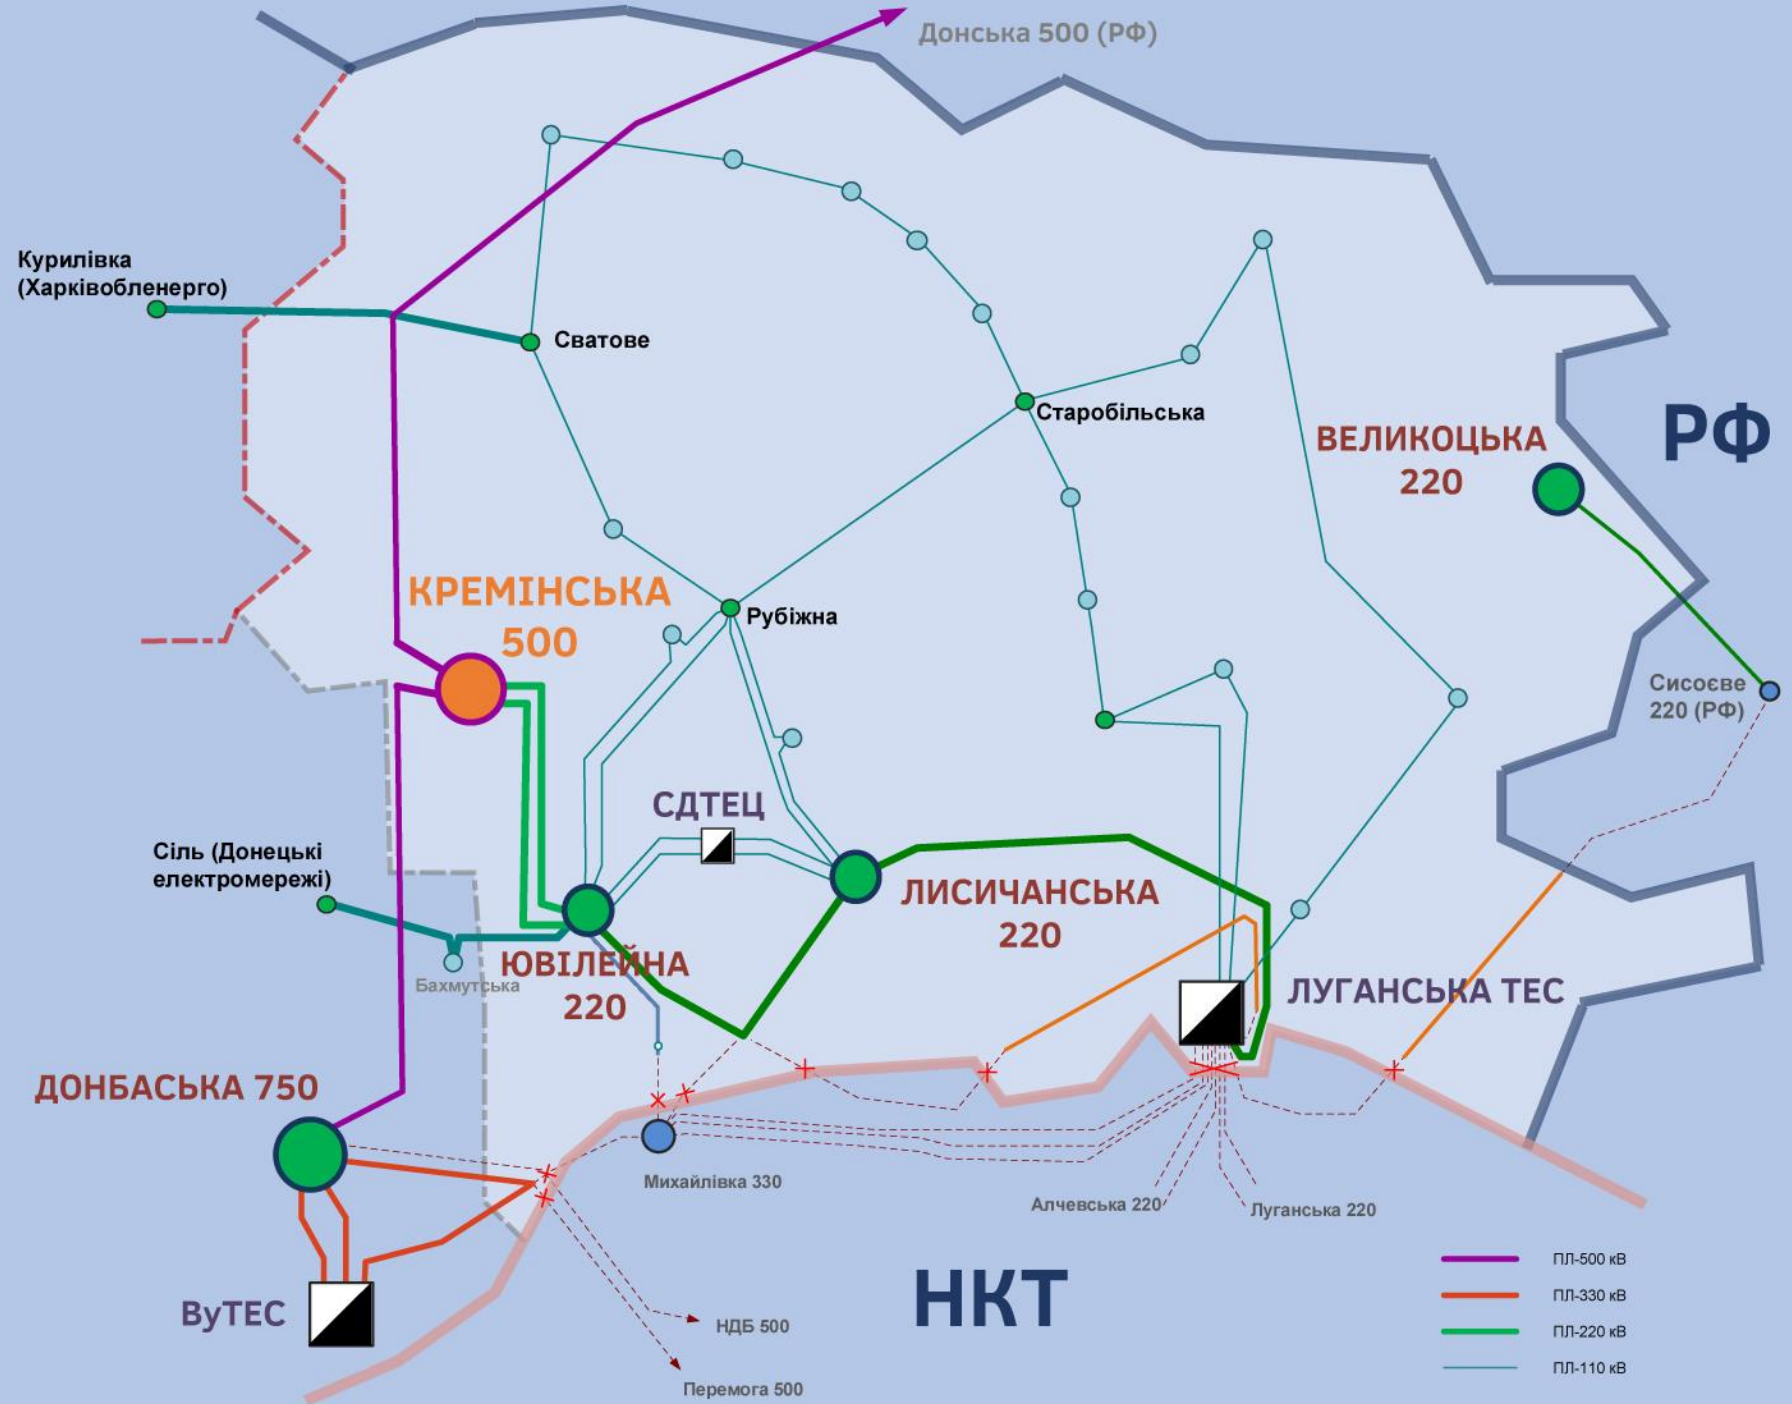 Донська 500 (РФ)
Курилівка
(Харківобленерго)
Сватове
Старобільська
ВЕЛИКОЦЬКА
220
РФ
КРЕМІНСЬКА
500
Рубіжна
Сисоєве
220 (РФ)
СДТЕЦ
Сіль (Донецькі
електромережі)
ЛИСИЧАНСЬКА
220
Бахмутська
ЮВІЛЕЙНА
220
ЛУГАНСЬКА ТЕС
ДОНБАСЬКА 750
Михайлівка 330
Алчевська 220
Луганська 220
ВуТЕС
НКТ
НДБ 500
Перемога 500
ПЛ-500 кВ
ПЛ-330 кВ
ПЛ-220 кВ
ПЛ-110 кВ